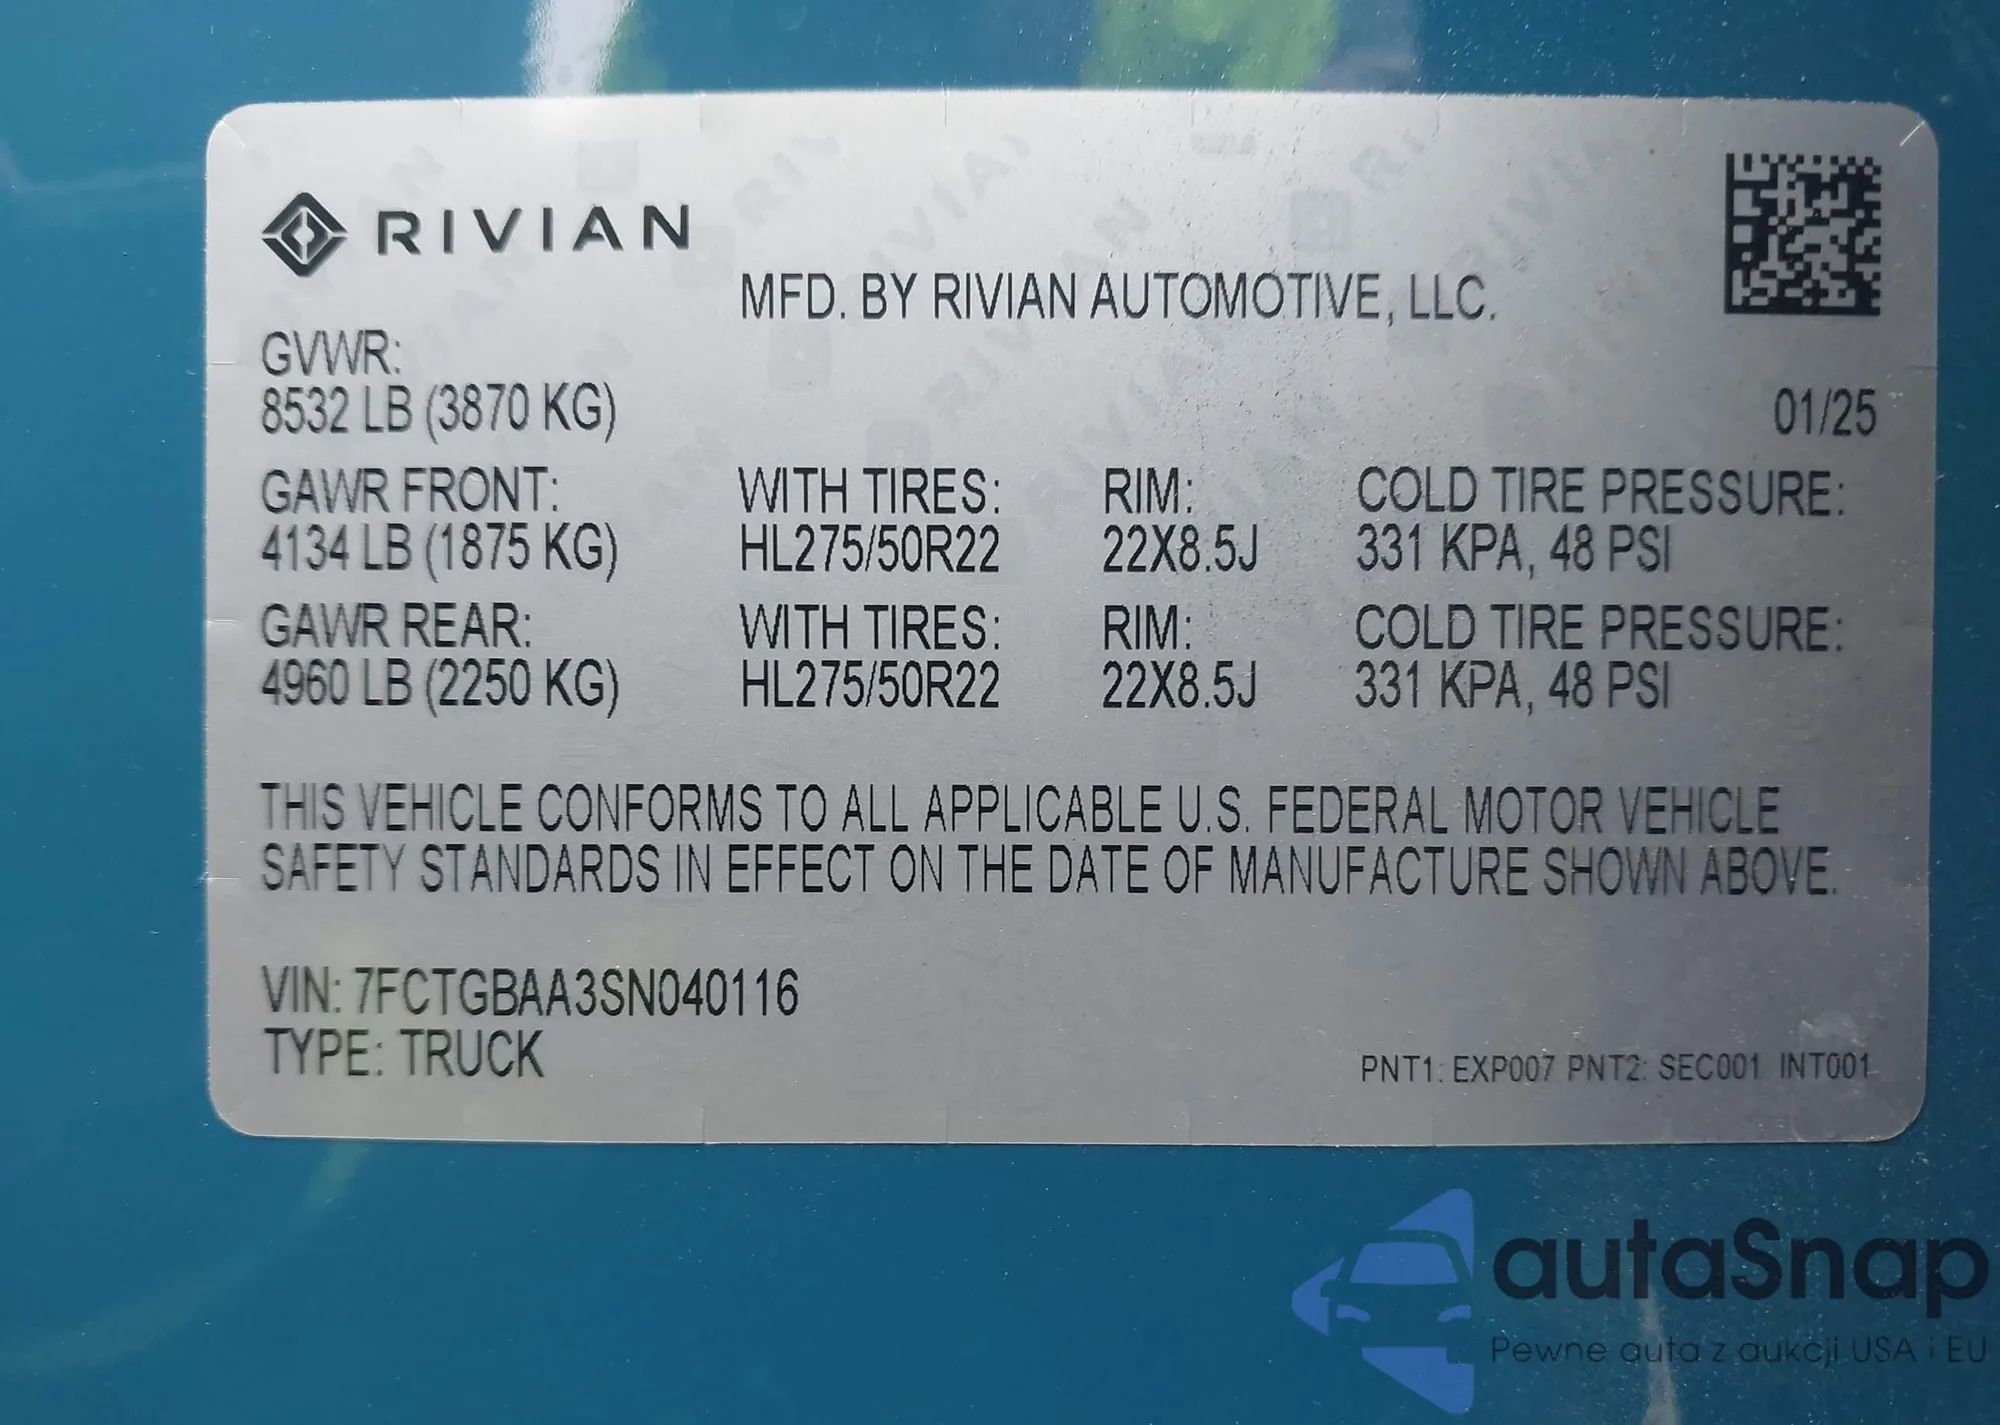 RIVIAN
MFD. BY RIVIAN AUTOMOTIVE, LLC.
GVWR:
8532 LB (3870 KG)
01/25
GAWR FRONT: WITH TIRES: RIM: COLD TIRE PRESSURE:
4134 LB (1875 KG) HL275/50R22 22X8.5J 331 KPA, 48 PSI
GAWR REAR: WITH TIRES: RIM: COLD TIRE PRESSURE:
4960 LB (2250 KG) HL275/50R22 22X8.5J 331 KPA, 48 PSI
THIS VEHICLE CONFORMS TO ALL APPLICABLE U.S. FEDERAL MOTOR VEHICLE
SAFETY STANDARDS IN EFFECT ON THE DATE OF MANUFACTURE SHOWN ABOVE.
VIN: 7FCTGBAA3SN040116
TYPE: TRUCK
PNT1: EXP007 PNT2: SEC001 INT001
autaSnap
Pewne auta z aukcji USA i EU